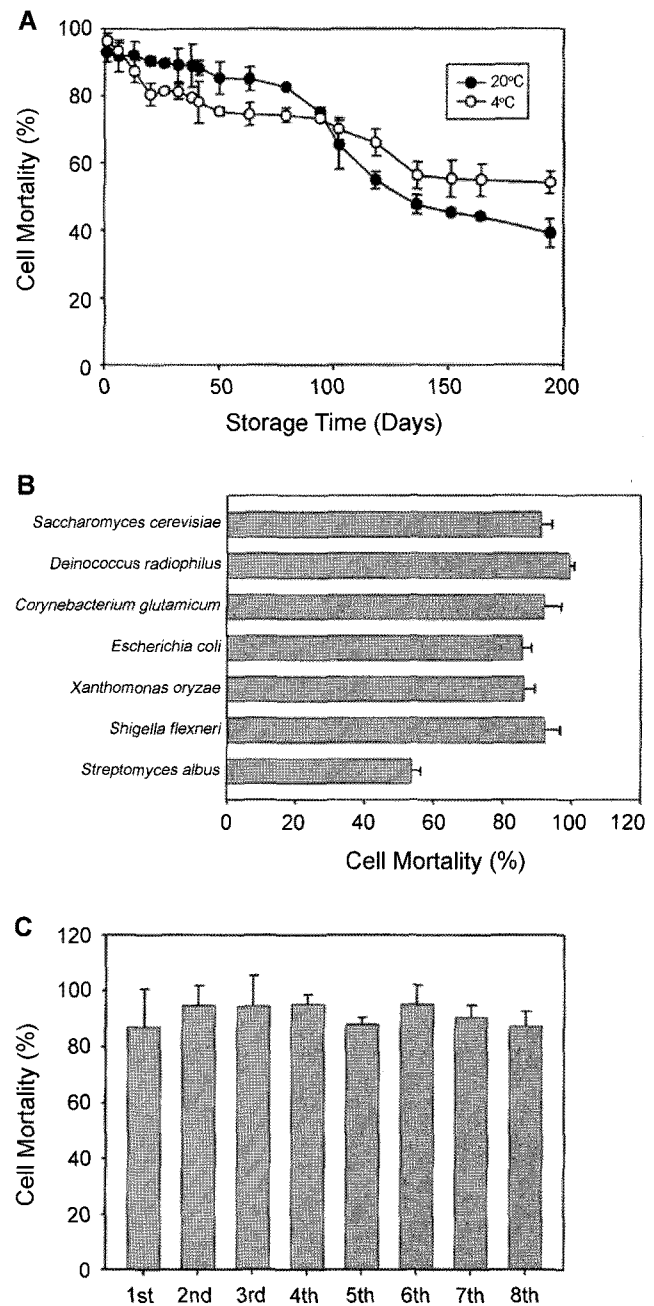 A
100
80
60
40
20
0
Cell Mortality (%)
20°C
4°C
0 50 100 150 200
Storage Time (Days)
B
Saccharomyces cerevisiae
Deinococcus radiophilus
Corynebacterium glutamicum
Escherichia coli
Xanthomonas oryzae
Shigella flexneri
Streptomyces albus
0 20 40 60 80 100 120
Cell Mortality (%)
C
120
100
80
60
40
20
0
Cell Mortality (%)
1st 2nd 3rd 4th 5th 6th 7th 8th